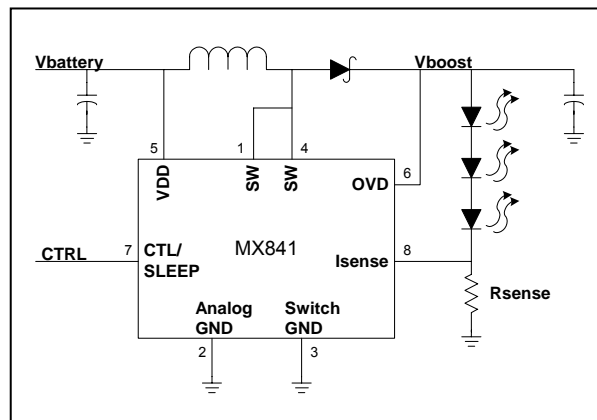 Vbattery
Vboost
5
1
4
VDD
SW
SW
OVD
6
CTRL
7
CTL/
SLEEP
MX841
Isense
8
Rsense
Analog
GND
Switch
GND
2
3